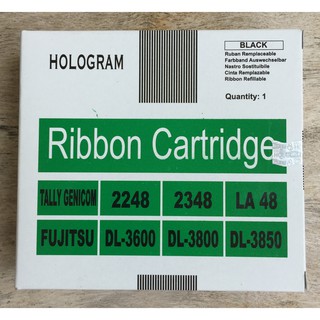 HOLOGRAM
BLACK
Ruban Remplaceable
Farbband Auswechselbar
Nastro Sostituibile
Cinta Remplazable
Ribbon Refillable
Quantity: 1
Ribbon Cartridge
TALLY GENICOM 2248 2348 LA 48
FUJITSU DL-3600 DL-3800 DL-3850